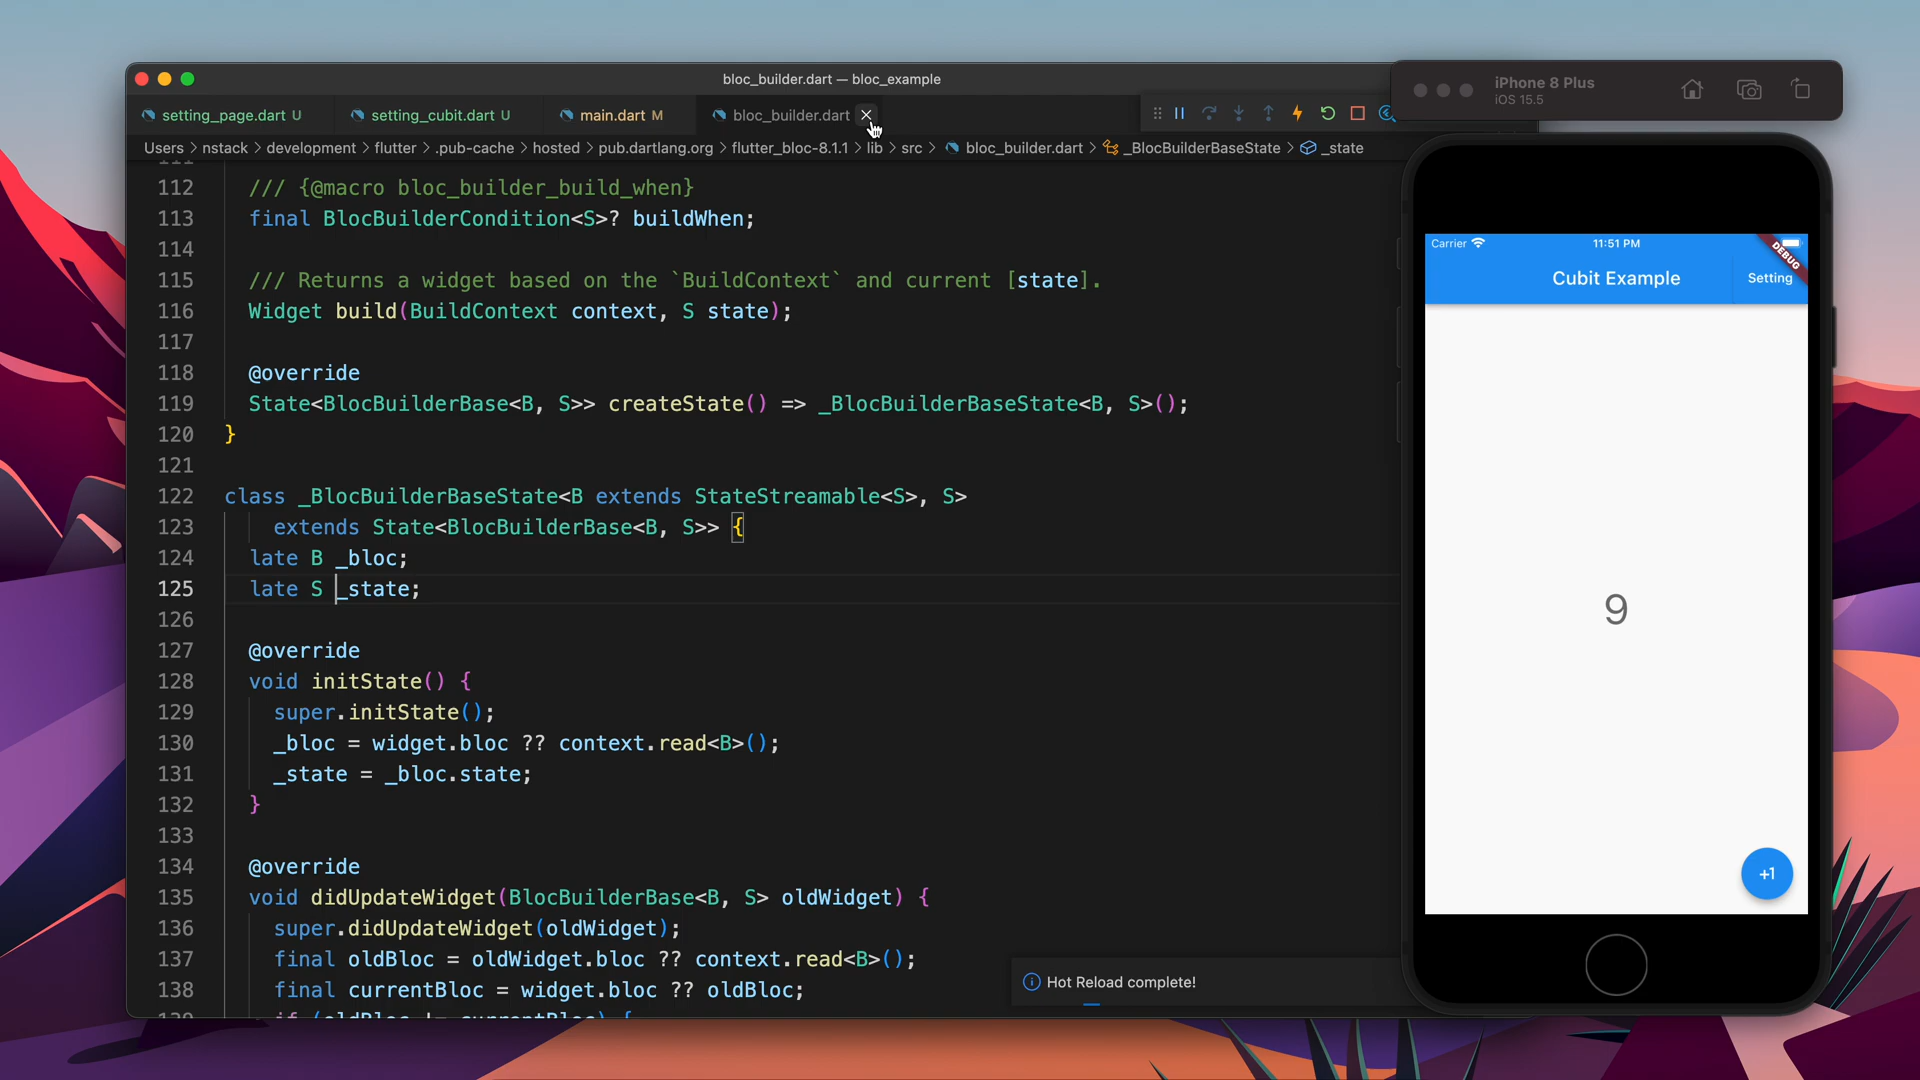 bloc_builder.dart — bloc_example
setting_page.dart U
setting_cubit.dart U
main.dart M
bloc_builder.dart
Users > nstack > development > flutter > .pub-cache > hosted > pub.dartlang.org > flutter_bloc-8.1.1 > lib > src > bloc_builder.dart > _BlocBuilderBaseState > _state
112 /// {@macro bloc_builder_build_when}
113 final BlocBuilderCondition<S>? buildWhen;
114
115 /// Returns a widget based on the `BuildContext` and current [state].
116 Widget build(BuildContext context, S state);
117
118 @override
119 State<BlocBuilderBase<B, S>> createState() => _BlocBuilderBaseState<B, S>();
120 }
121
122 class _BlocBuilderBaseState<B extends StateStreamable<S>, S>
123 extends State<BlocBuilderBase<B, S>> {
124 late B _bloc;
125 late S _state;
126
127 @override
128 void initState() {
129 super.initState();
130 _bloc = widget.bloc ?? context.read<B>();
131 _state = _bloc.state;
132 }
133
134 @override
135 void didUpdateWidget(BlocBuilderBase<B, S> oldWidget) {
136 super.didUpdateWidget(oldWidget);
137 final oldBloc = oldWidget.bloc ?? context.read<B>();
138 final currentBloc = widget.bloc ?? oldBloc;
Hot Reload complete!
iPhone 8 Plus
iOS 15.5
Carrier
11:51 PM
DEBUG
Cubit Example
Setting
9
+1